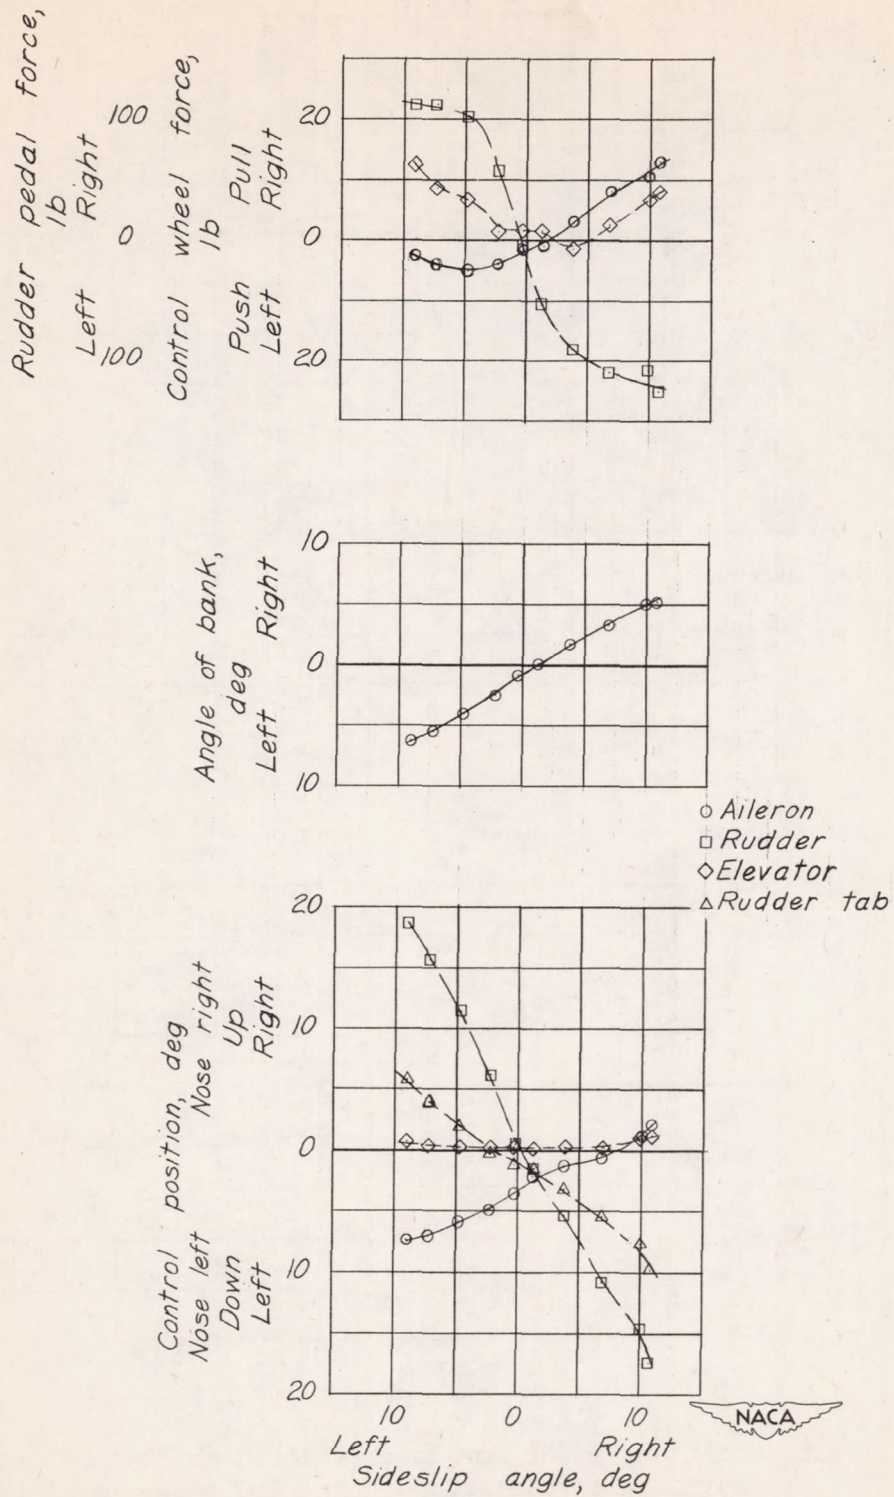 Rudder pedal force,
lb
Left Right
100
0
100
Control wheel force,
lb
Push Pull
Left Right
20
0
20
Angle of bank,
deg
Left Right
10
0
10
Aileron
Rudder
Elevator
Rudder tab
Control position, deg
Nose left Nose right
Down Up
Left Right
20
10
0
10
20
10 0 10
Left Right
Sideslip angle, deg
NACA